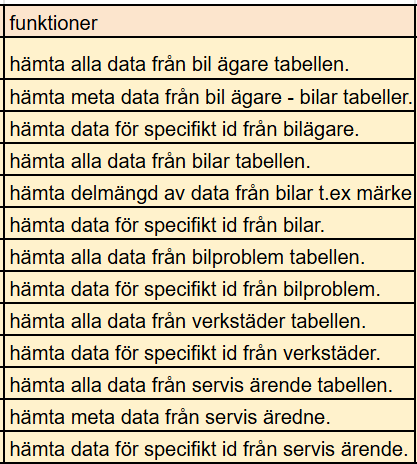 funktioner
hämta alla data från bil ägare tabellen.
hämta meta data från bil ägare - bilar tabeller.
hämta data för specifikt id från bilägare.
hämta alla data från bilar tabellen.
hämta delmängd av data från bilar t.ex märke
hämta data för specifikt id från bilar.
hämta alla data från bilproblem tabellen.
hämta data för specifikt id från bilproblem.
hämta alla data från verkstäder tabellen.
hämta data för specifikt id från verkstäder.
hämta alla data från servis ärende tabellen.
hämta meta data från servis äredne.
hämta data för specifikt id från servis ärende.